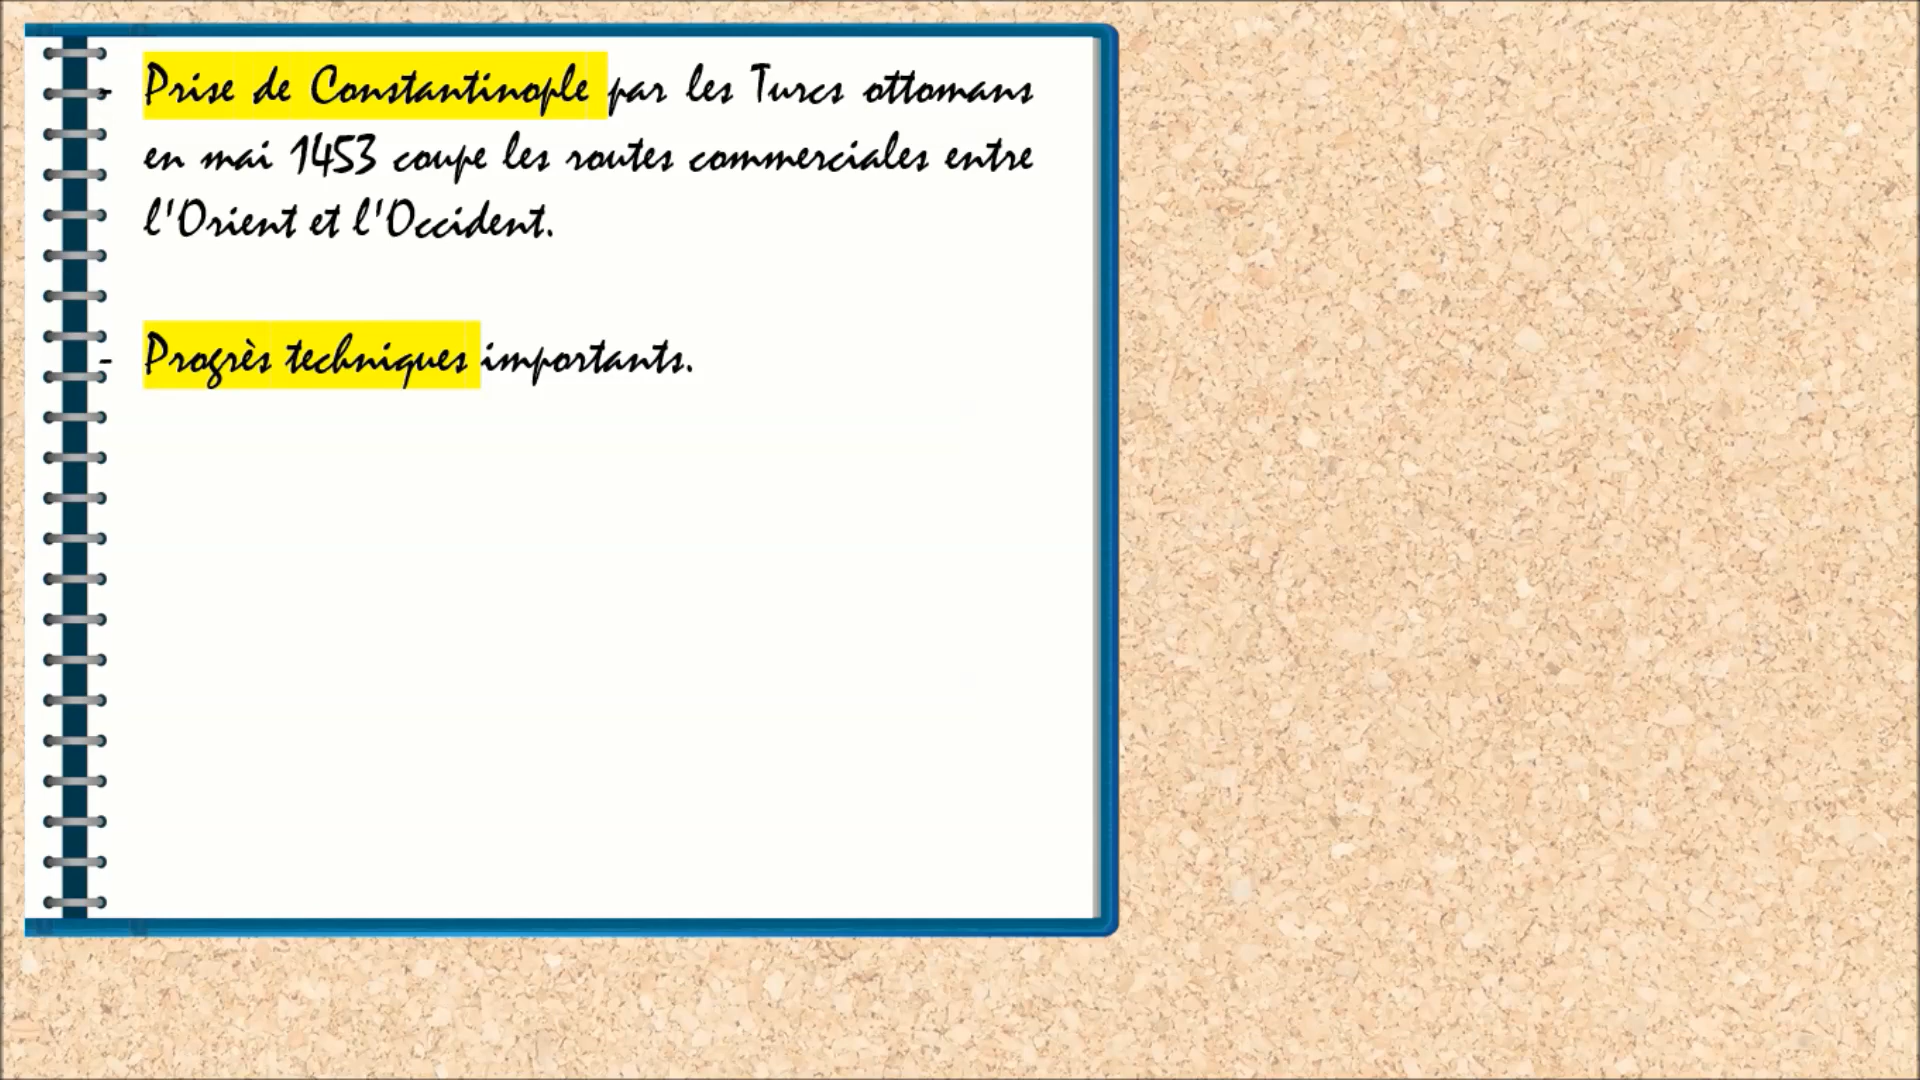 - Prise de Constantinople par les Turcs ottomans
en mai 1453 coupe les routes commerciales entre
l'Orient et l'Occident.
- Progrès techniques importants.